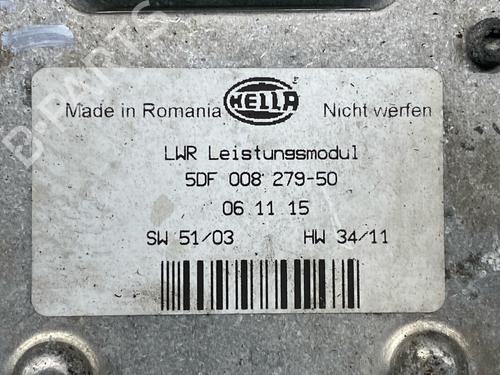 Made in Romania HELLA Nicht werfen
LWR Leistungsmodul
5DF 008 279-50
06 11 15
SW 51/03 HW 34/11
B-PARTS